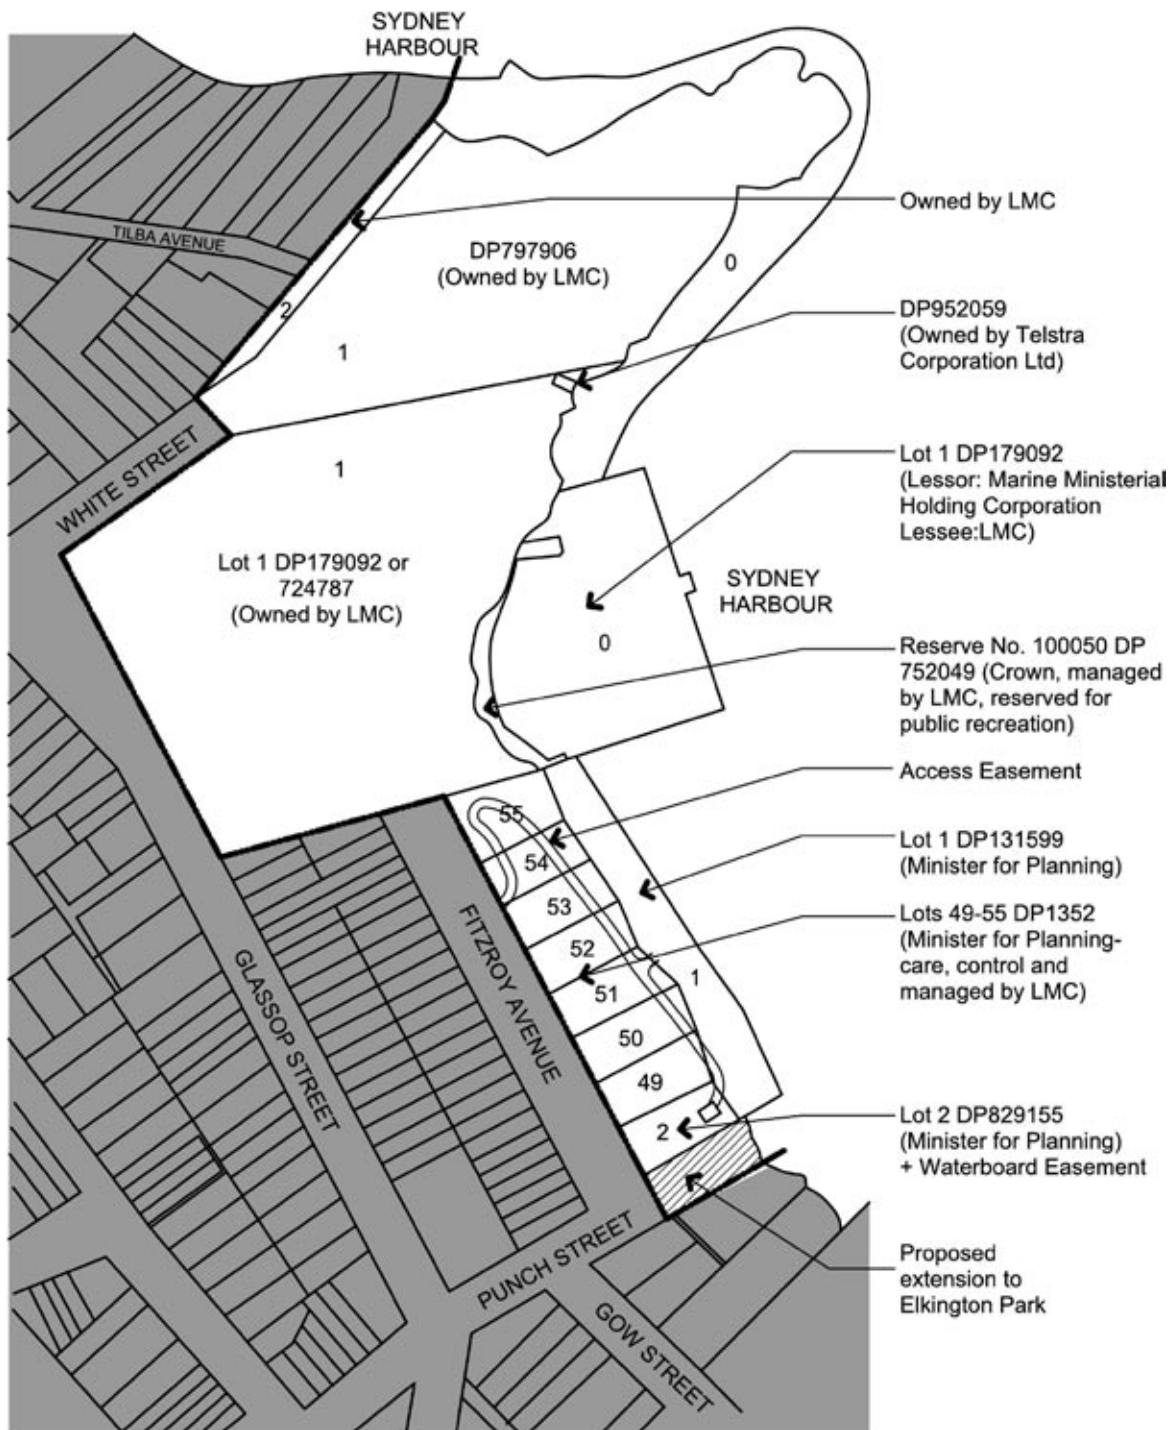 SYDNEY
HARBOUR
Owned by LMC
TILBA AVENUE
DP797906
(Owned by LMC)
0
2
1
DP952059
(Owned by Telstra
Corporation Ltd)
WHITE STREET
1
Lot 1 DP179092
(Lessor: Marine Ministerial
Holding Corporation
Lessee:LMC)
Lot 1 DP179092 or
724787
(Owned by LMC)
SYDNEY
HARBOUR
0
Reserve No. 100050 DP
752049 (Crown, managed
by LMC, reserved for
public recreation)
Access Easement
55
54
53
52
51
50
49
2
1
Lot 1 DP131599
(Minister for Planning)
Lots 49-55 DP1352
(Minister for Planning-
care, control and
managed by LMC)
FITZROY AVENUE
GLASSOP STREET
Lot 2 DP829155
(Minister for Planning)
+ Waterboard Easement
PUNCH STREET
GOW STREET
Proposed
extension to
Elkington Park